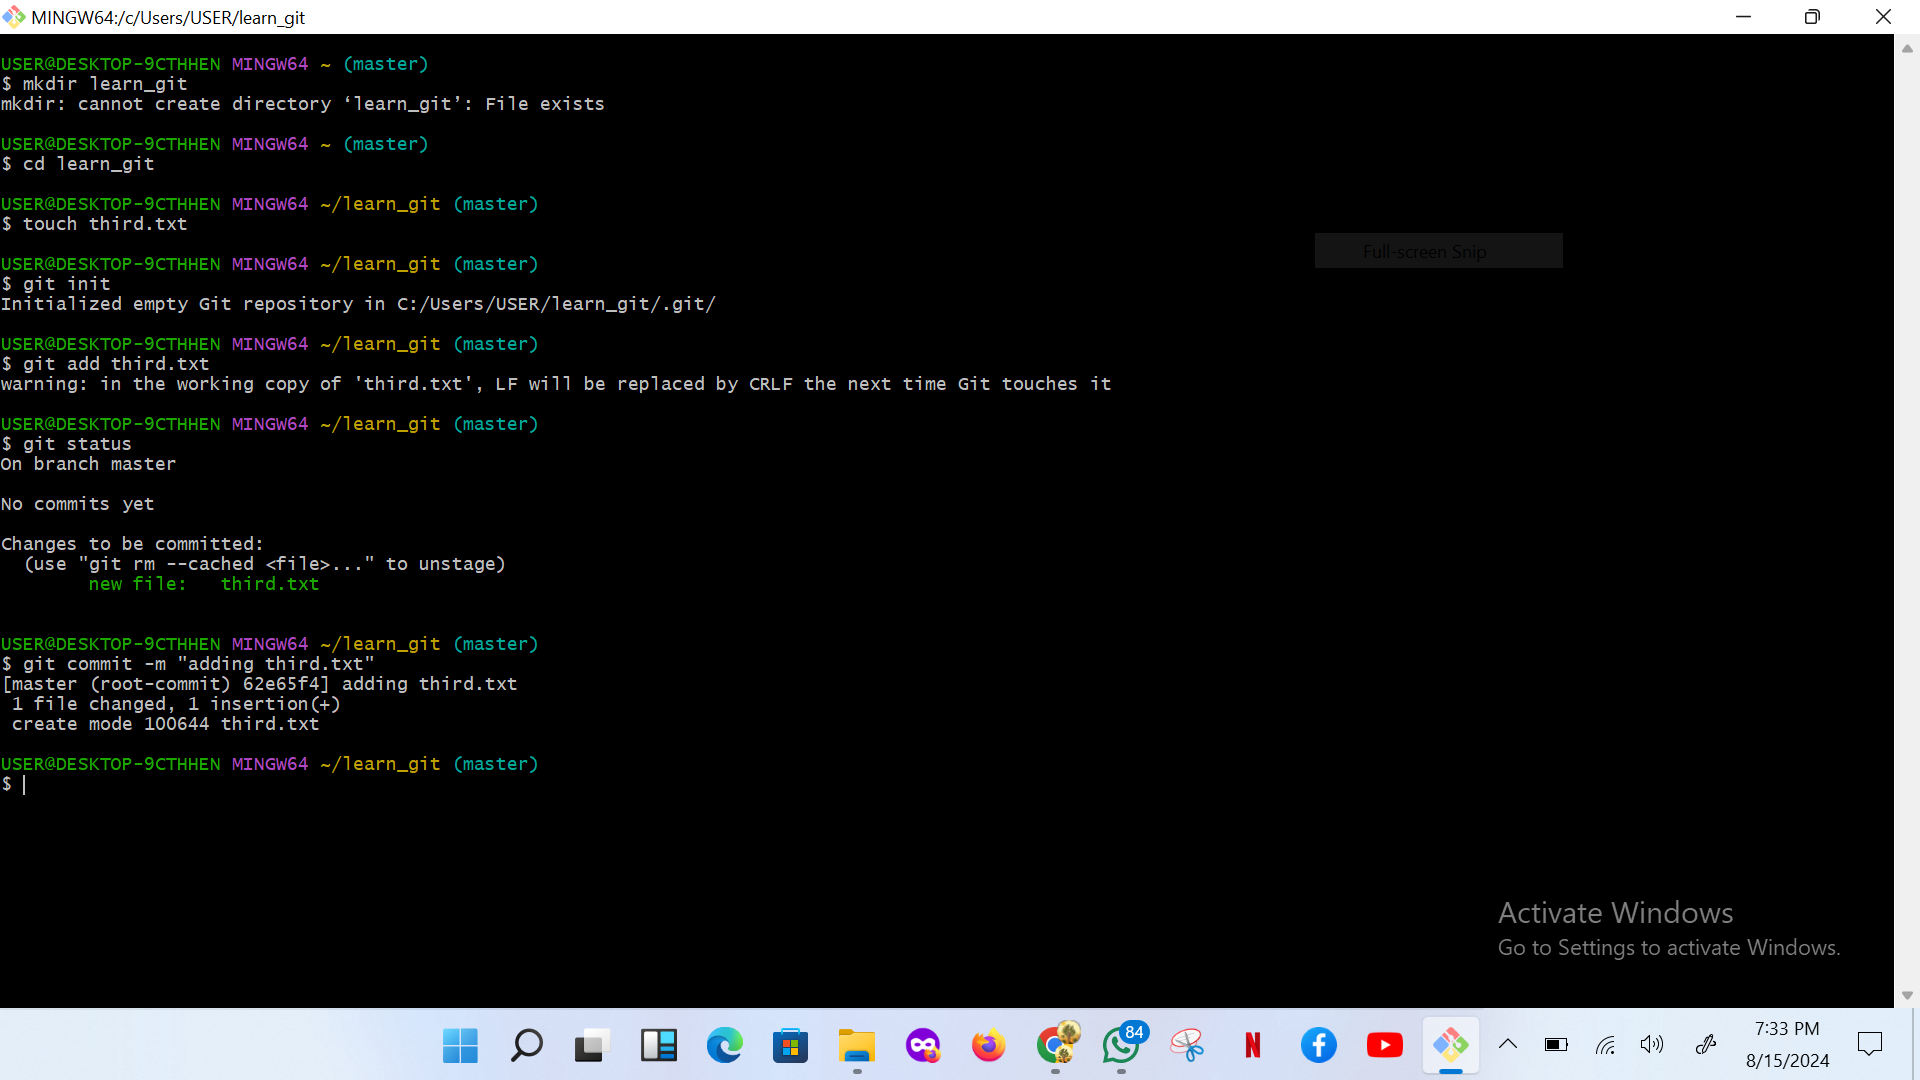 MINGW64:/c/Users/USER/learn_git
USER@DESKTOP-9CTHHEN MINGW64 ~ (master)
$ mkdir learn_git
mkdir: cannot create directory ‘learn_git’: File exists
USER@DESKTOP-9CTHHEN MINGW64 ~ (master)
$ cd learn_git
USER@DESKTOP-9CTHHEN MINGW64 ~/learn_git (master)
$ touch third.txt
USER@DESKTOP-9CTHHEN MINGW64 ~/learn_git (master)
$ git init
Initialized empty Git repository in C:/Users/USER/learn_git/.git/
USER@DESKTOP-9CTHHEN MINGW64 ~/learn_git (master)
$ git add third.txt
warning: in the working copy of 'third.txt', LF will be replaced by CRLF the next time Git touches it
USER@DESKTOP-9CTHHEN MINGW64 ~/learn_git (master)
$ git status
On branch master
No commits yet
Changes to be committed:
  (use "git rm --cached <file>..." to unstage)
        new file:   third.txt
USER@DESKTOP-9CTHHEN MINGW64 ~/learn_git (master)
$ git commit -m "adding third.txt"
[master (root-commit) 62e65f4] adding third.txt
 1 file changed, 1 insertion(+)
 create mode 100644 third.txt
USER@DESKTOP-9CTHHEN MINGW64 ~/learn_git (master)
$
Full-screen Snip
Activate Windows
Go to Settings to activate Windows.
84
N
7:33 PM
8/15/2024